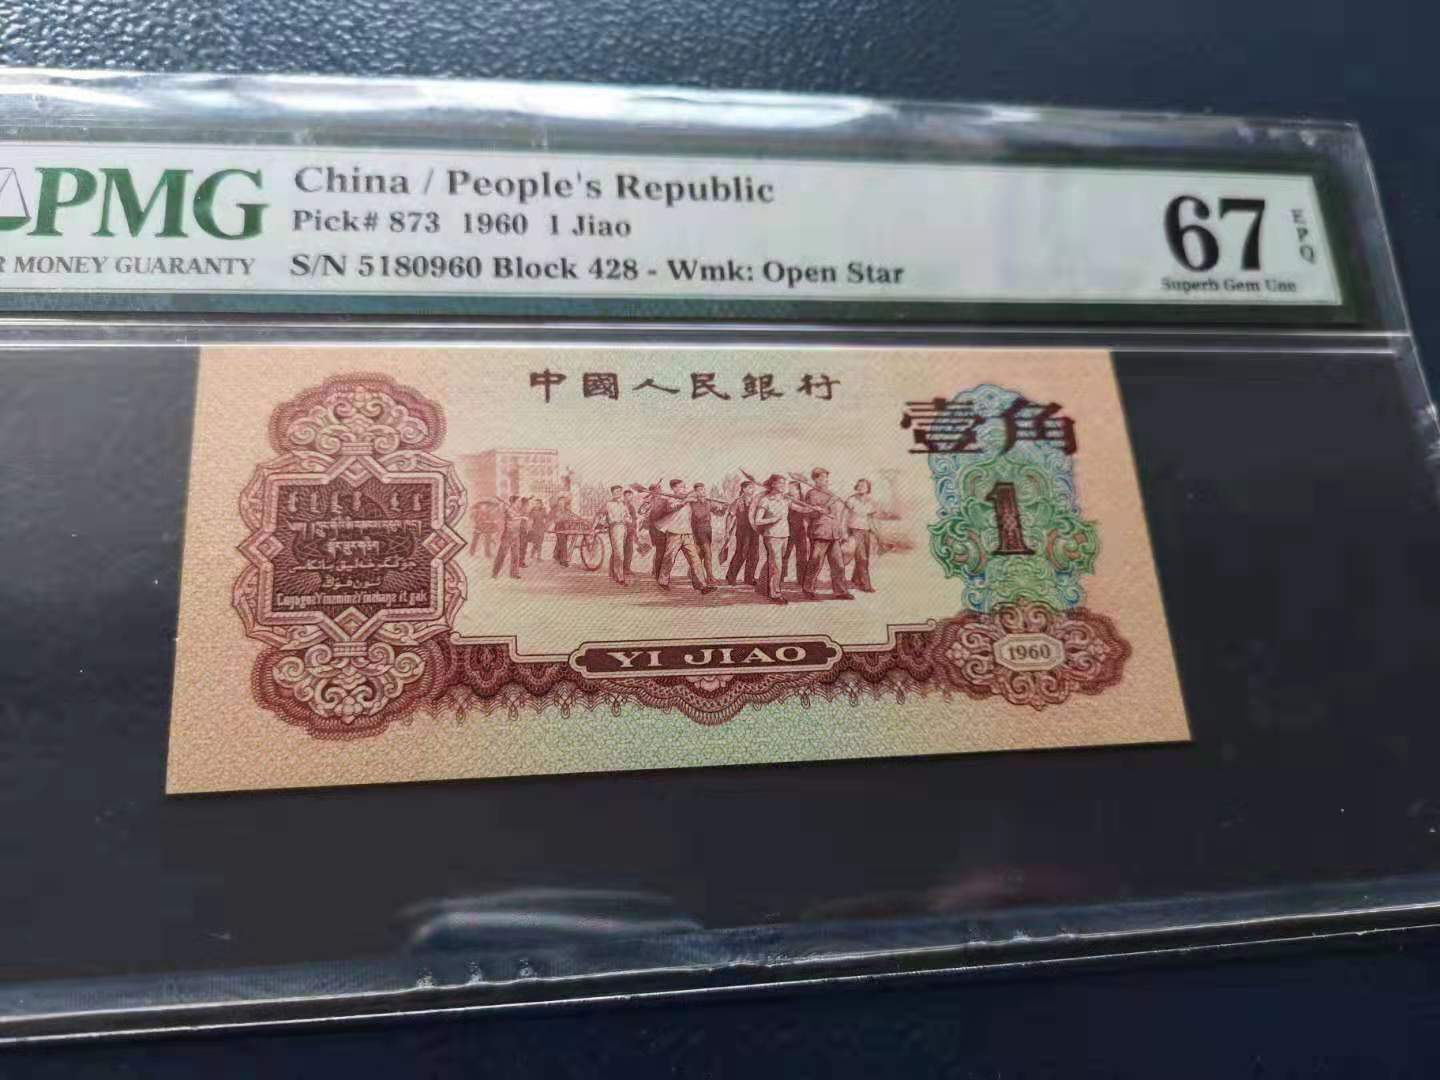 PMG
China / People's Republic
Pick# 873 1960 1 Jiao
MONEY GUARANTY
S/N 5180960 Block 428 - Wmk: Open Star
67
EPQ
Superb Gem Unc
中國人民銀行
壹角
1
YI JIAO
1960